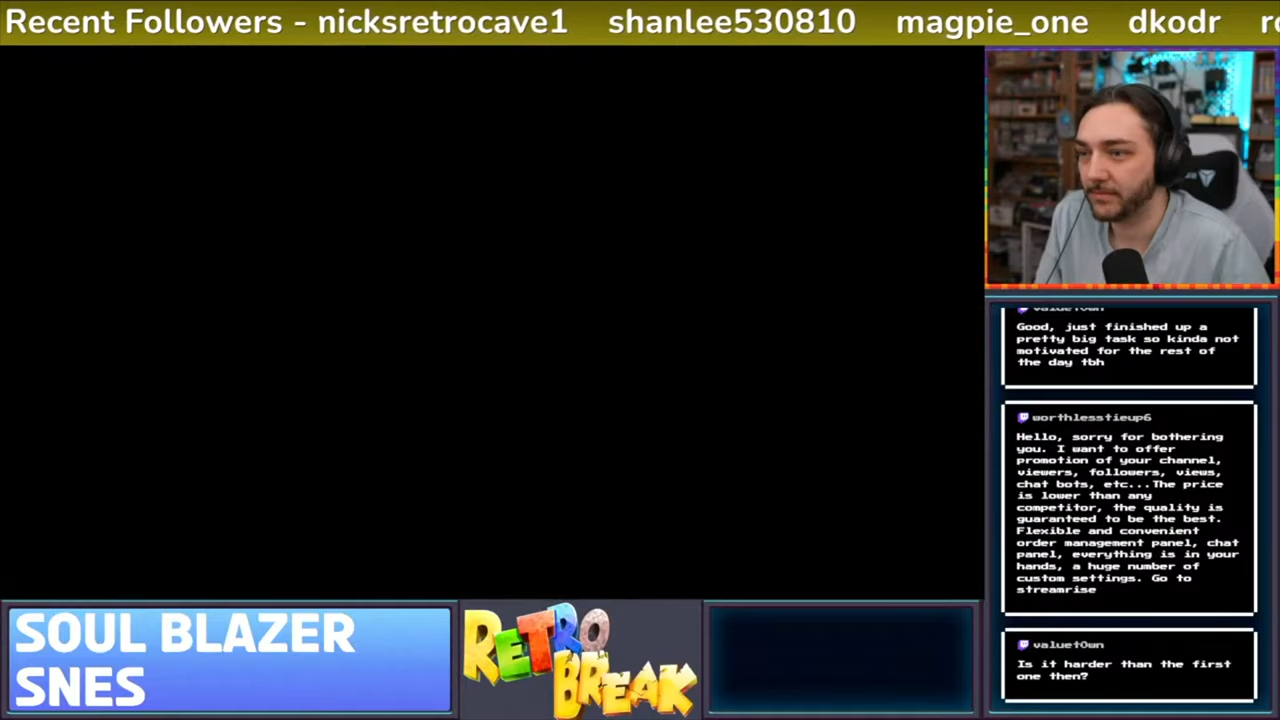 Recent Followers - nicksretrocave1 shanlee530810 magpie_one dkodr
Good, just finished up a
pretty big task so kinda not
motivated for the rest of
the day tbh
worthlesstieup6
Hello, sorry for bothering
you. I want to offer
promotion of your channel,
viewers, followers, views,
chat bots, etc...The price
is lower than any
competitor, the quality is
guaranteed to be the best.
Flexible and convenient
order management panel, chat
panel, everything is in your
hands, a huge number of
custom settings. Go to
streamrise
valuet0wn
Is it harder than the first
one then?
SOUL BLAZER
SNES
RETRO
BREAK